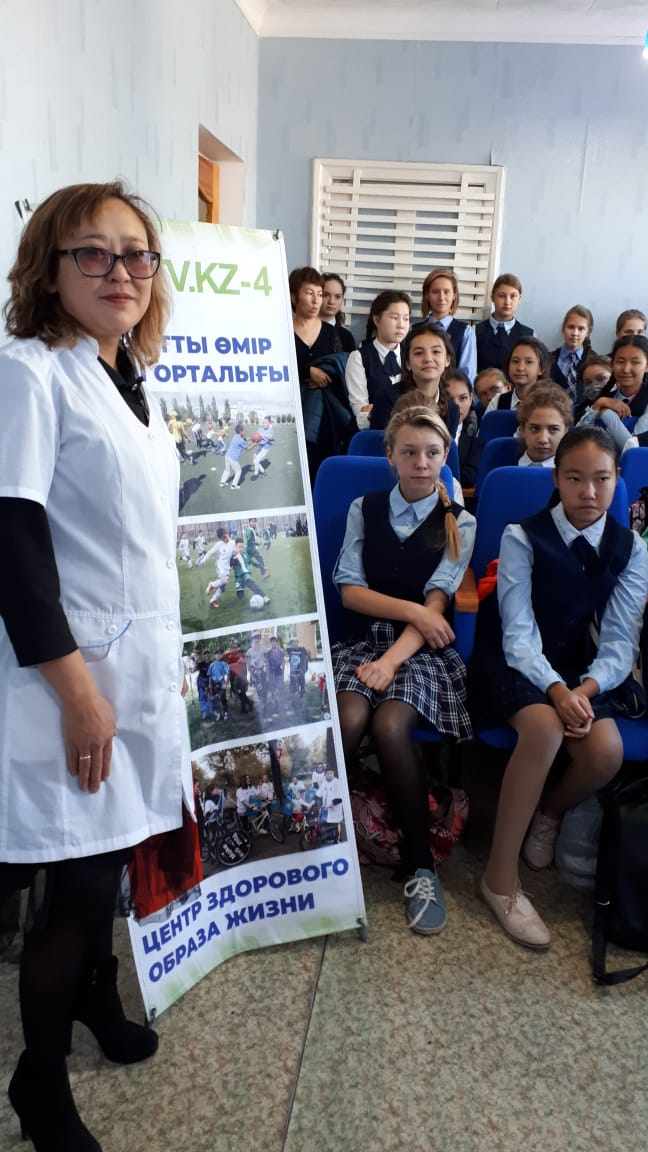 V.KZ-4
ТТЫ ӨМІР
ОРТАЛЫҒЫ
ЦЕНТР ЗДОРОВОГО
ОБРАЗА ЖИЗНИ